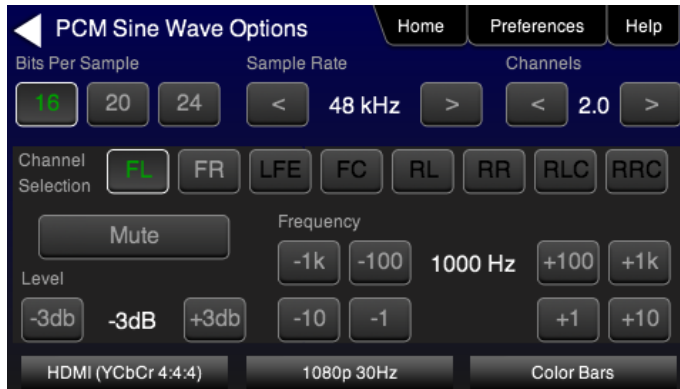 PCM Sine Wave Options Home Preferences Help
Bits Per Sample Sample Rate Channels
16 20 24 < 48 kHz > < 2.0 >
Channel
Selection
FL FR LFE FC RL RR RLC RRC
Mute
Frequency
-1k -100 1000 Hz +100 +1k
Level
-3db -3dB +3db -10 -1 +1 +10
HDMI (YCbCr 4:4:4) 1080p 30Hz Color Bars